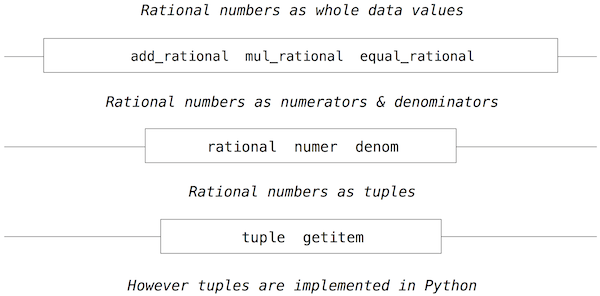 Rational numbers as whole data values
add_rational mul_rational equal_rational
Rational numbers as numerators & denominators
rational numer denom
Rational numbers as tuples
tuple getitem
However tuples are implemented in Python